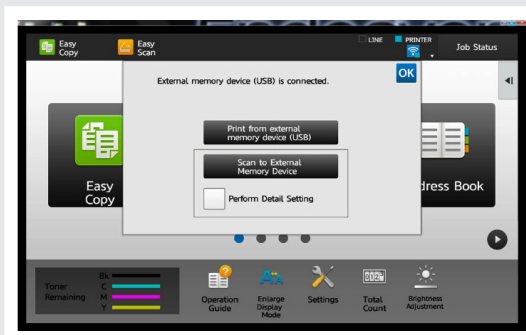 Easy
Copy
Easy
Scan
LINE
PRINTER
Job Status
External memory device (USB) is connected.
OK
Print from external
memory device (USB)
Scan to External
Memory Device
Perform Detail Setting
Easy
Copy
dress Book
Toner
Remaining
Bk
C
M
Y
Operation
Guide
Enlarge
Display
Mode
Settings
Total
Count
Brightness
Adjustment